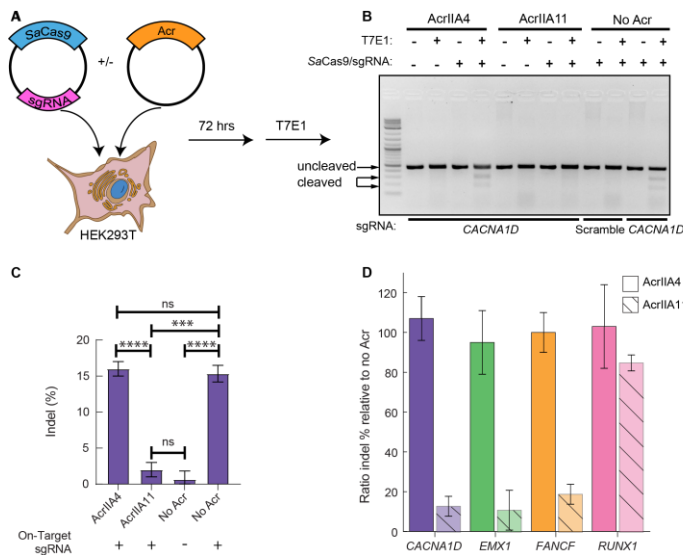 A
SaCas9
Acr
+/-
sgRNA
72 hrs
T7E1
HEK293T
B
AcrIIA4 AcrIIA11 No Acr
T7E1: - + - + - + - + - + - +
SaCas9/sgRNA - - + + - - + + + + + +
uncleaved
cleaved
sgRNA: CACNA1D Scramble CACNA1D
C
ns
***
**** ****
ns
Indel (%)
20
15
10
5
0
AcrIIA4 AcrIIA11 No Acr No Acr
On-Target
sgRNA + + - +
D
AcrIIA4
AcrIIA11
Ratio indel % relative to no Acr
120
100
80
60
40
20
0
CACNA1D EMX1 FANCF RUNX1